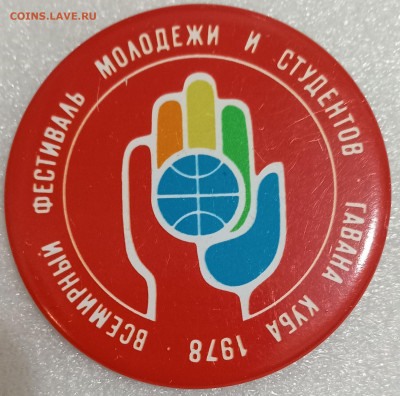 COINS.LAVE.RU
ВСЕМИРНЫЙ ФЕСТИВАЛЬ МОЛОДЕЖИ И СТУДЕНТОВ ГАВАНА КУБА 1978